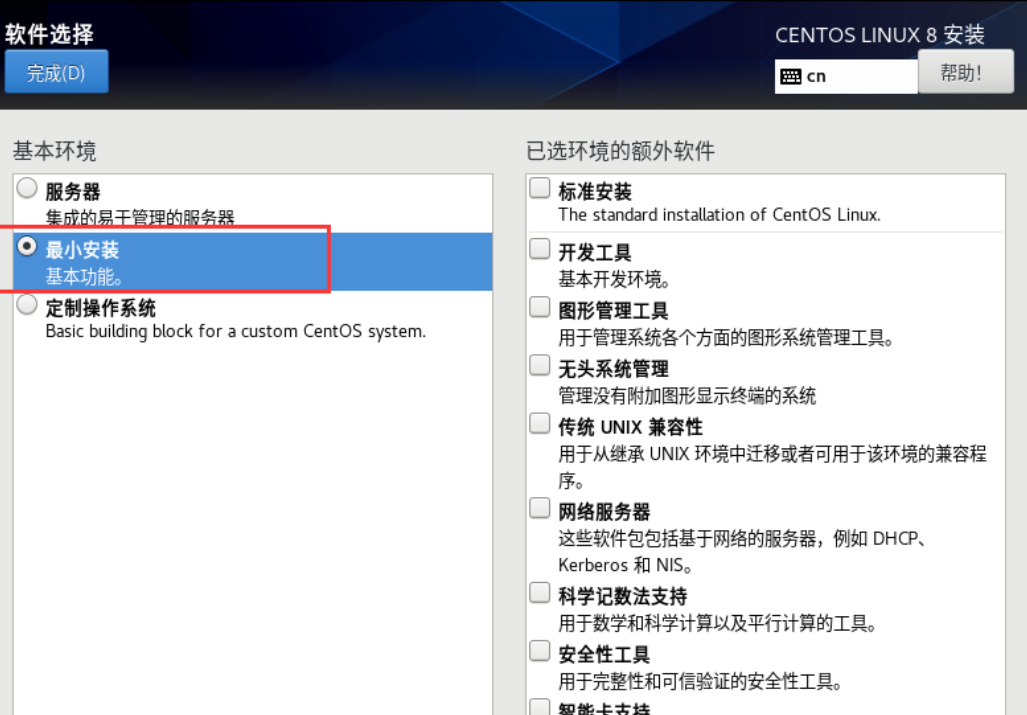 软件选择
CENTOS LINUX 8 安装
完成(D)
cn
帮助!
基本环境
服务器
集成的易于管理的服务器
最小安装
基本功能。
定制操作系统
Basic building block for a custom CentOS system.
已选环境的额外软件
标准安装
The standard installation of CentOS Linux.
开发工具
基本开发环境。
图形管理工具
用于管理系统各个方面的图形系统管理工具。
无头系统管理
管理没有附加图形显示终端的系统
传统 UNIX 兼容性
用于从继承 UNIX 环境中迁移或者可用于该环境的兼容程
序。
网络服务器
这些软件包包括基于网络的服务器，例如 DHCP、
Kerberos 和 NIS。
科学记数法支持
用于数学和科学计算以及平行计算的工具。
安全性工具
用于完整性和可信验证的安全性工具。
智能卡支持